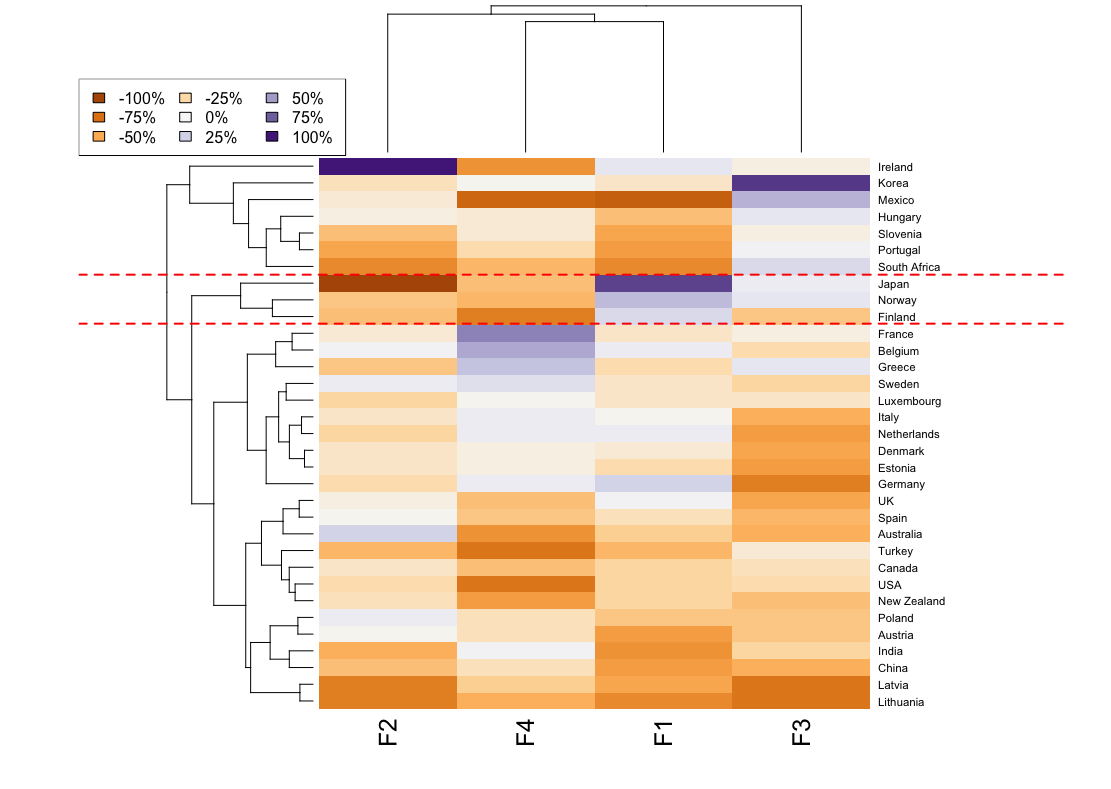 -100% -25% 50%
-75% 0% 75%
-50% 25% 100%
Ireland
Korea
Mexico
Hungary
Slovenia
Portugal
South Africa
Japan
Norway
Finland
France
Belgium
Greece
Sweden
Luxembourg
Italy
Netherlands
Denmark
Estonia
Germany
UK
Spain
Australia
Turkey
Canada
USA
New Zealand
Poland
Austria
India
China
Latvia
Lithuania
F2 F4 F1 F3